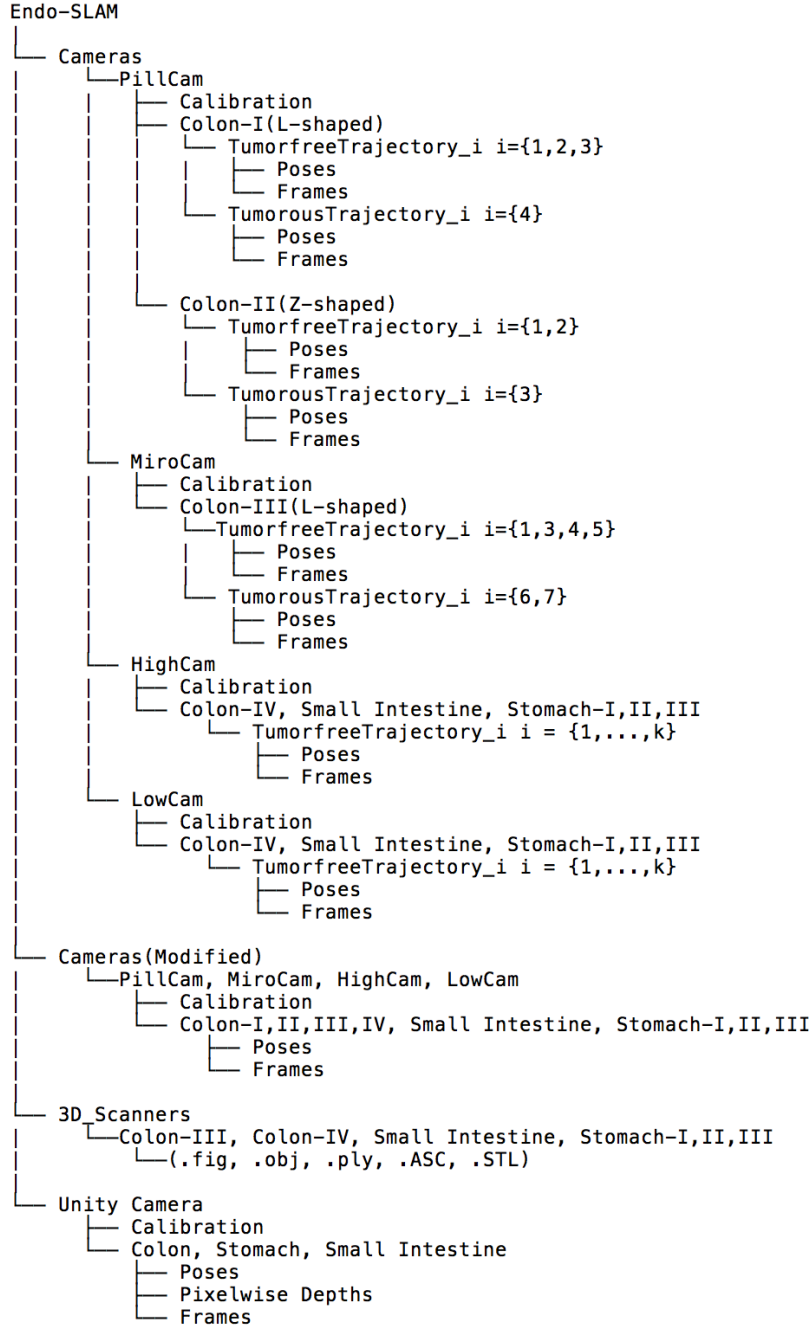 Endo-SLAM
Cameras
PillCam
Calibration
Colon-I(L-shaped)
TumorfreeTrajectory_i i={1,2,3}
Poses
Frames
TumorousTrajectory_i i={4}
Poses
Frames
Colon-II(Z-shaped)
TumorfreeTrajectory_i i={1,2}
Poses
Frames
TumorousTrajectory_i i={3}
Poses
Frames
MiroCam
Calibration
Colon-III(L-shaped)
TumorfreeTrajectory_i i={1,3,4,5}
Poses
Frames
TumorousTrajectory_i i={6,7}
Poses
Frames
HighCam
Calibration
Colon-IV, Small Intestine, Stomach-I,II,III
TumorfreeTrajectory_i i = {1,...,k}
Poses
Frames
LowCam
Calibration
Colon-IV, Small Intestine, Stomach-I,II,III
TumorfreeTrajectory_i i = {1,...,k}
Poses
Frames
Cameras(Modified)
PillCam, MiroCam, HighCam, LowCam
Calibration
Colon-I,II,III,IV, Small Intestine, Stomach-I,II,III
Poses
Frames
3D_Scanners
Colon-III, Colon-IV, Small Intestine, Stomach-I,II,III
(.fig, .obj, .ply, .ASC, .STL)
Unity Camera
Calibration
Colon, Stomach, Small Intestine
Poses
Pixelwise Depths
Frames